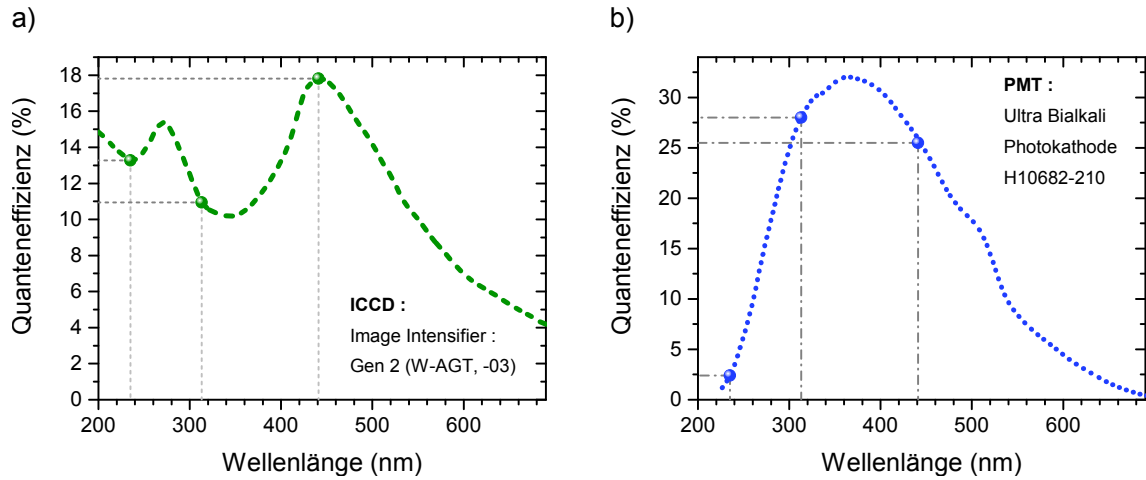 a)
Quanteneffizienz (%)
18
16
14
12
10
8
6
4
2
0
200 300 400 500 600
Wellenlänge (nm)
ICCD :
Image Intensifier :
Gen 2 (W-AGT, -03)
b)
Quanteneffizienz (%)
30
25
20
15
10
5
0
200 300 400 500 600
Wellenlänge (nm)
PMT :
Ultra Bialkali
Photokathode
H10682-210